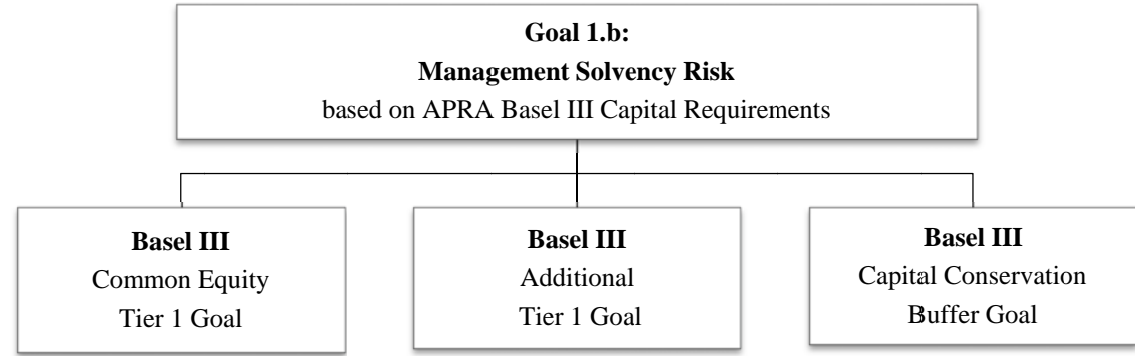 Goal 1.b:
Management Solvency Risk
based on APRA Basel III Capital Requirements
Basel III
Common Equity
Tier 1 Goal
Basel III
Additional
Tier 1 Goal
Basel III
Capital Conservation
Buffer Goal